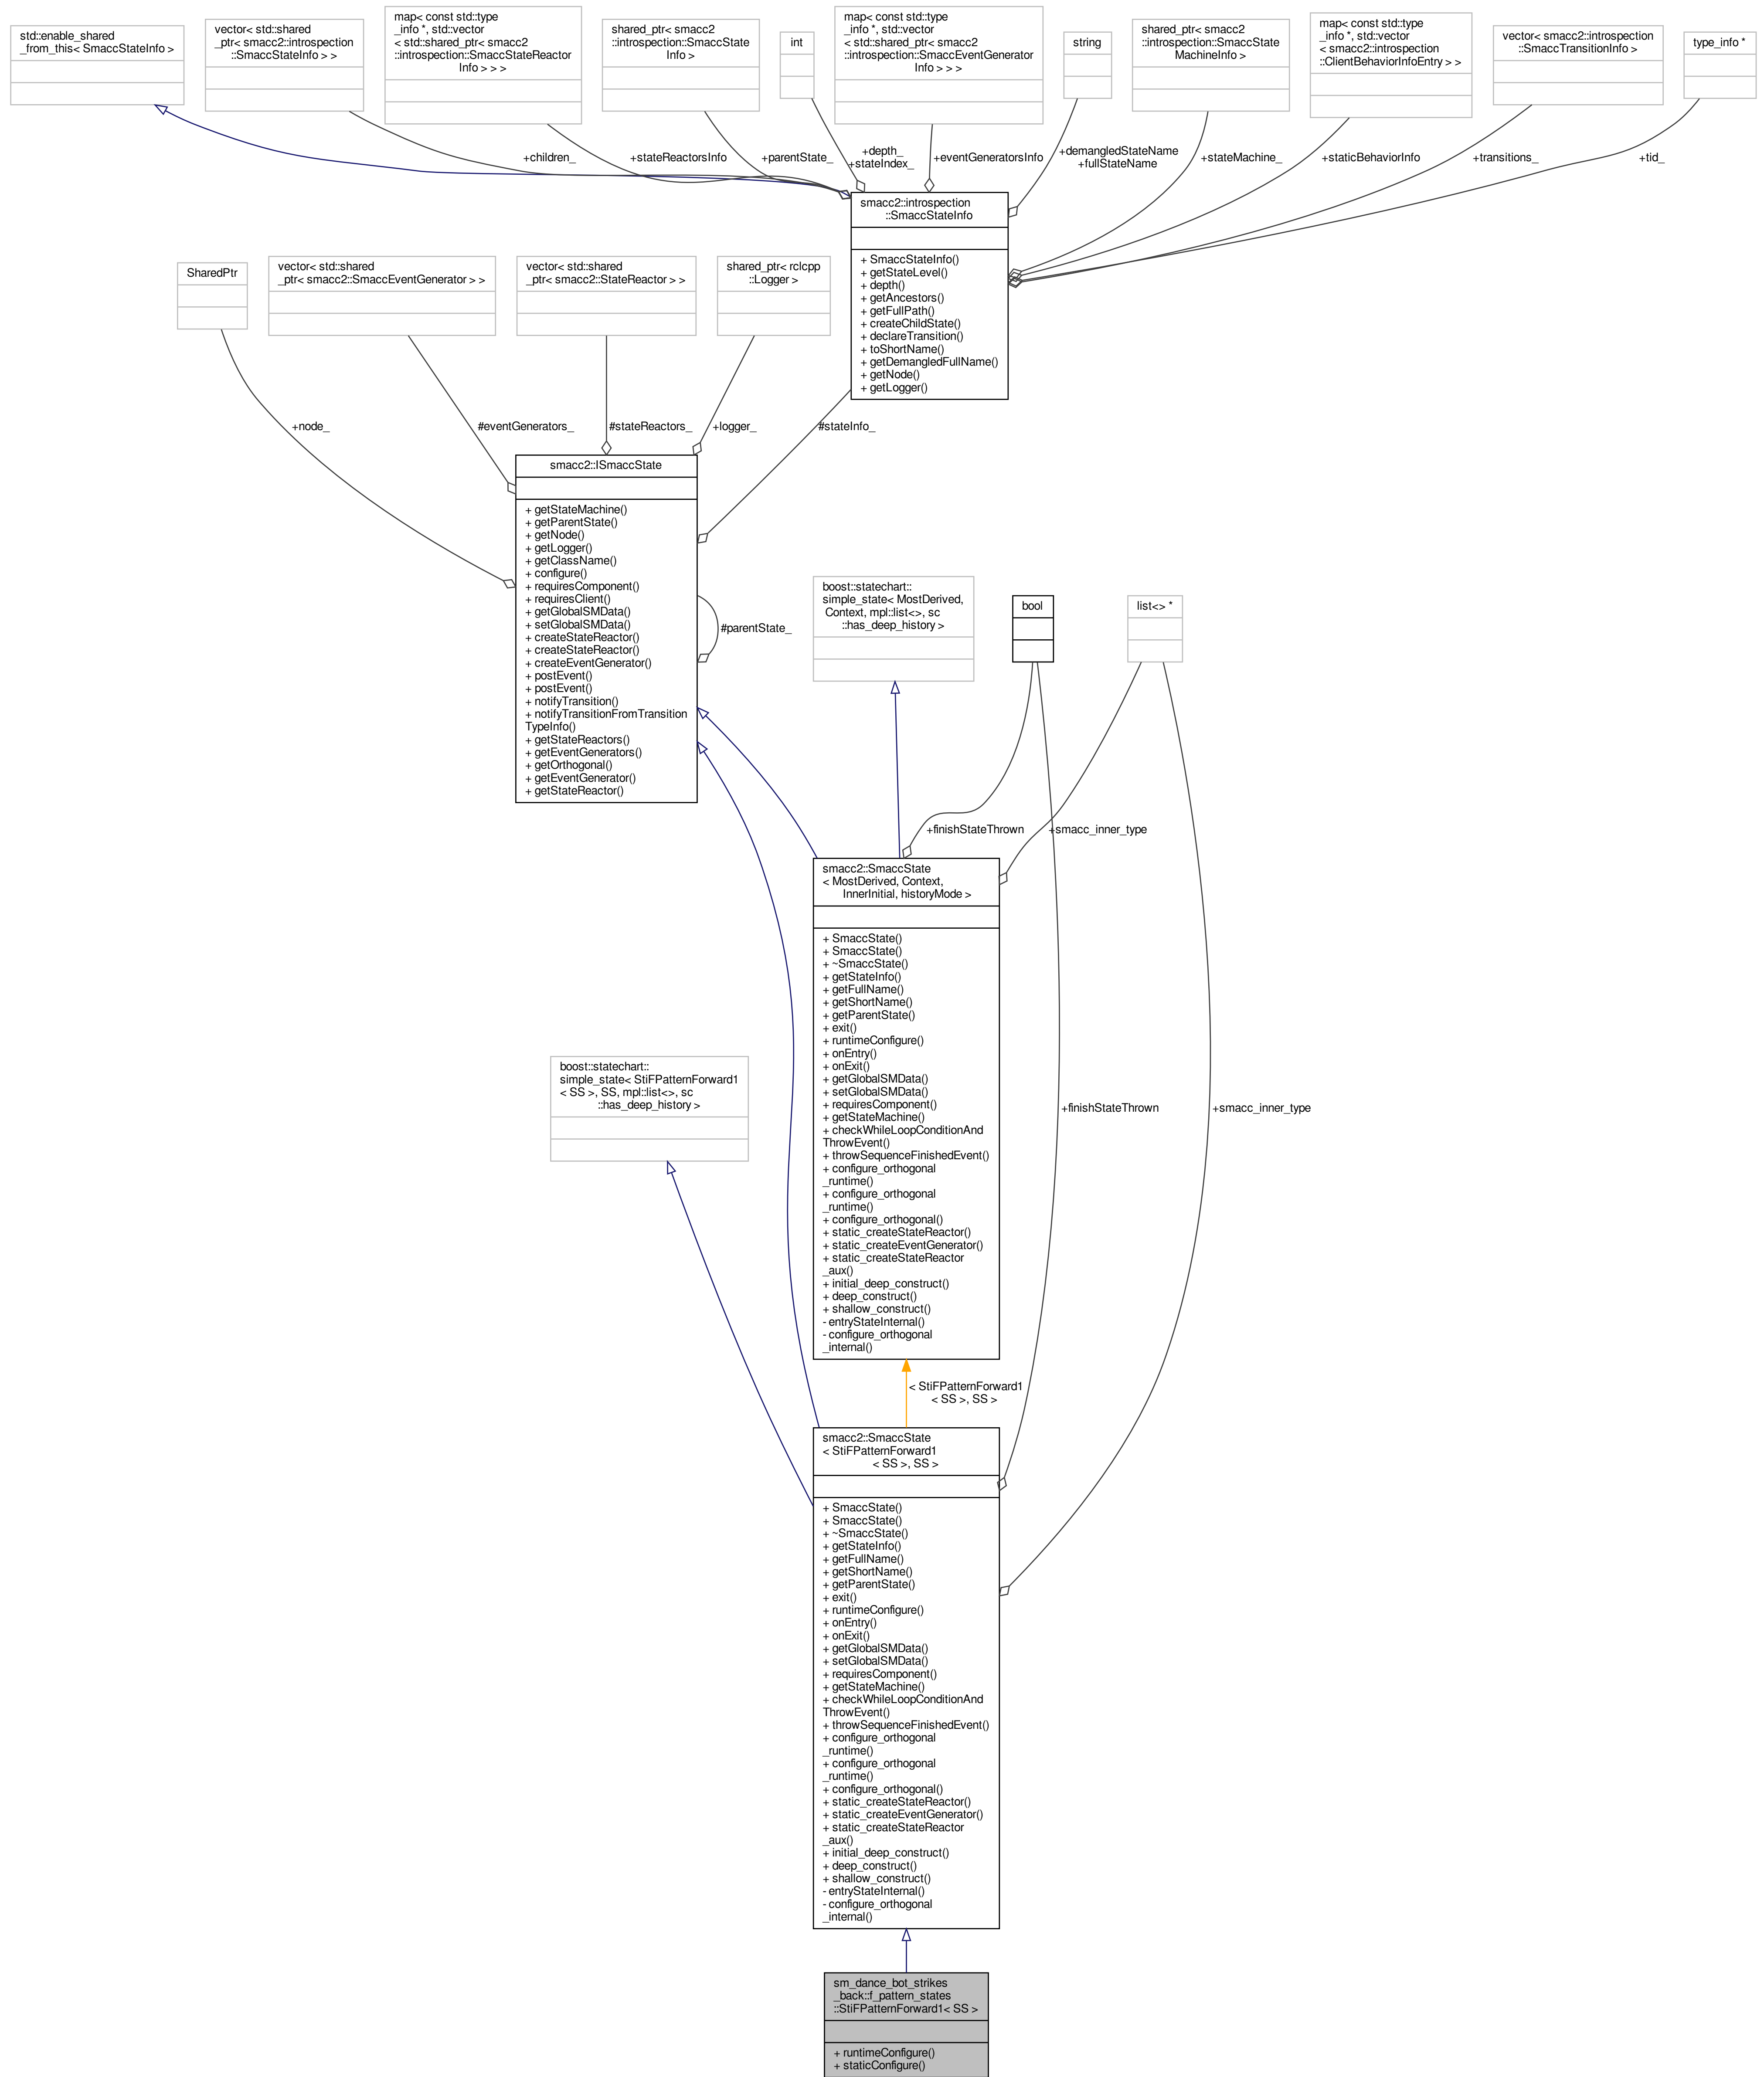 std::enable_shared
_from_this< SmaccStateInfo >
vector< std::shared
_ptr< smacc2::introspection
::SmaccStateInfo > >
map< const std::type
_info *, std::vector
< std::shared_ptr< smacc2
::introspection::SmaccStateReactor
Info > > >
shared_ptr< smacc2
::introspection::SmaccState
Info >
int
map< const std::type
_info *, std::vector
< std::shared_ptr< smacc2
::introspection::SmaccEventGenerator
Info > > >
string
shared_ptr< smacc2
::introspection::SmaccState
MachineInfo >
map< const std::type
_info *, std::vector
< smacc2::introspection
::ClientBehaviorInfoEntry > >
vector< smacc2::introspection
::SmaccTransitionInfo >
type_info *
+children_
+stateReactorsInfo
+parentState_
+depth_
+stateIndex_
+eventGeneratorsInfo
+demangledStateName
+fullStateName
+stateMachine_
+staticBehaviorInfo
+transitions_
+tid_
smacc2::introspection
::SmaccStateInfo
+ SmaccStateInfo()
+ getStateLevel()
+ depth()
+ getAncestors()
+ getFullPath()
+ createChildState()
+ declareTransition()
+ toShortName()
+ getDemangledFullName()
+ getNode()
+ getLogger()
SharedPtr
vector< std::shared
_ptr< smacc2::SmaccEventGenerator > >
vector< std::shared
_ptr< smacc2::StateReactor > >
shared_ptr< rclcpp
::Logger >
+node_
#eventGenerators_
#stateReactors_
+logger_
#stateInfo_
smacc2::ISmaccState
+ getStateMachine()
+ getParentState()
+ getNode()
+ getLogger()
+ getClassName()
+ configure()
+ requiresComponent()
+ requiresClient()
+ getGlobalSMData()
+ setGlobalSMData()
+ createStateReactor()
+ createStateReactor()
+ createEventGenerator()
+ postEvent()
+ postEvent()
+ notifyTransition()
+ notifyTransitionFromTransition
TypeInfo()
+ getStateReactors()
+ getEventGenerators()
+ getOrthogonal()
+ getEventGenerator()
+ getStateReactor()
#parentState_
boost::statechart::
simple_state< MostDerived,
Context, mpl::list<>, sc
::has_deep_history >
bool
list<> *
+finishStateThrown
+smacc_inner_type
smacc2::SmaccState
< MostDerived, Context,
InnerInitial, historyMode >
+ SmaccState()
+ SmaccState()
+ ~SmaccState()
+ getStateInfo()
+ getFullName()
+ getShortName()
+ getParentState()
+ exit()
+ runtimeConfigure()
+ onEntry()
+ onExit()
+ getGlobalSMData()
+ setGlobalSMData()
+ requiresComponent()
+ getStateMachine()
+ checkWhileLoopConditionAnd
ThrowEvent()
+ throwSequenceFinishedEvent()
+ configure_orthogonal
_runtime()
+ configure_orthogonal
_runtime()
+ configure_orthogonal()
+ static_createStateReactor()
+ static_createEventGenerator()
+ static_createStateReactor
_aux()
+ initial_deep_construct()
+ deep_construct()
+ shallow_construct()
- entryStateInternal()
- configure_orthogonal
_internal()
boost::statechart::
simple_state< StiFPatternForward1
< SS >, SS, mpl::list<>, sc
::has_deep_history >
+finishStateThrown
+smacc_inner_type
< StiFPatternForward1
< SS >, SS >
smacc2::SmaccState
< StiFPatternForward1
< SS >, SS >
+ SmaccState()
+ SmaccState()
+ ~SmaccState()
+ getStateInfo()
+ getFullName()
+ getShortName()
+ getParentState()
+ exit()
+ runtimeConfigure()
+ onEntry()
+ onExit()
+ getGlobalSMData()
+ setGlobalSMData()
+ requiresComponent()
+ getStateMachine()
+ checkWhileLoopConditionAnd
ThrowEvent()
+ throwSequenceFinishedEvent()
+ configure_orthogonal
_runtime()
+ configure_orthogonal
_runtime()
+ configure_orthogonal()
+ static_createStateReactor()
+ static_createEventGenerator()
+ static_createStateReactor
_aux()
+ initial_deep_construct()
+ deep_construct()
+ shallow_construct()
- entryStateInternal()
- configure_orthogonal
_internal()
sm_dance_bot_strikes
_back::f_pattern_states
::StiFPatternForward1< SS >
+ runtimeConfigure()
+ staticConfigure()